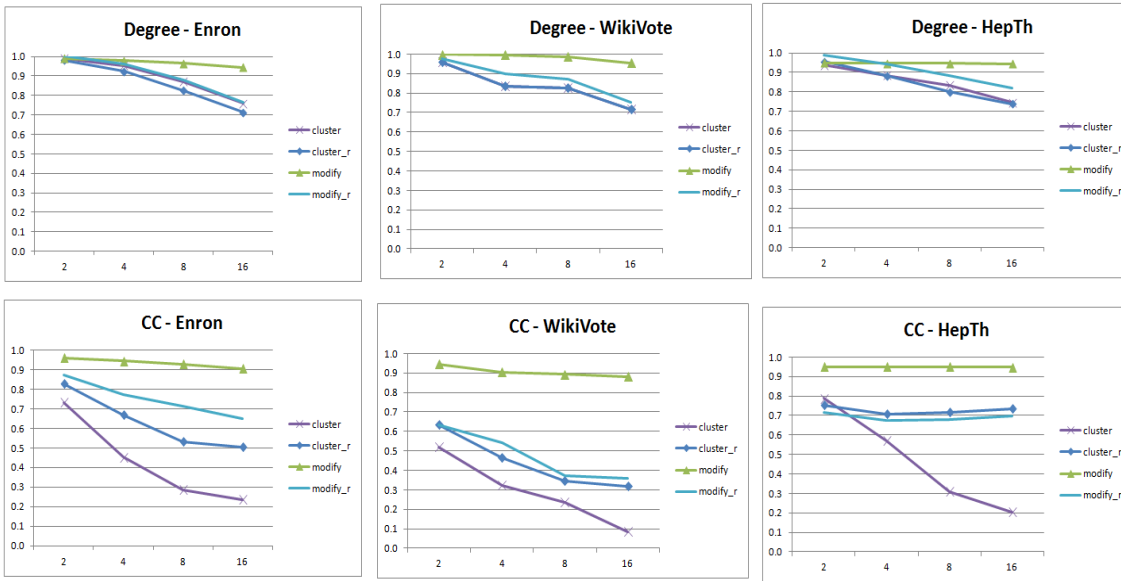 Degree - Enron
1.0
0.9
0.8
0.7
0.6
0.5
0.4
0.3
0.2
0.1
0.0
2 4 8 16
cluster
cluster_r
modify
modify_r
Degree - WikiVote
1.0
0.9
0.8
0.7
0.6
0.5
0.4
0.3
0.2
0.1
0.0
2 4 8 16
cluster
cluster_r
modify
modify_r
Degree - HepTh
1.0
0.9
0.8
0.7
0.6
0.5
0.4
0.3
0.2
0.1
0.0
2 4 8 16
cluster
cluster_r
modify
modify_r
CC - Enron
1.0
0.9
0.8
0.7
0.6
0.5
0.4
0.3
0.2
0.1
0.0
2 4 8 16
cluster
cluster_r
modify
modify_r
CC - WikiVote
1.0
0.9
0.8
0.7
0.6
0.5
0.4
0.3
0.2
0.1
0.0
2 4 8 16
cluster
cluster_r
modify
modify_r
CC - HepTh
1.0
0.9
0.8
0.7
0.6
0.5
0.4
0.3
0.2
0.1
0.0
2 4 8 16
cluster
cluster_r
modify
modify_r